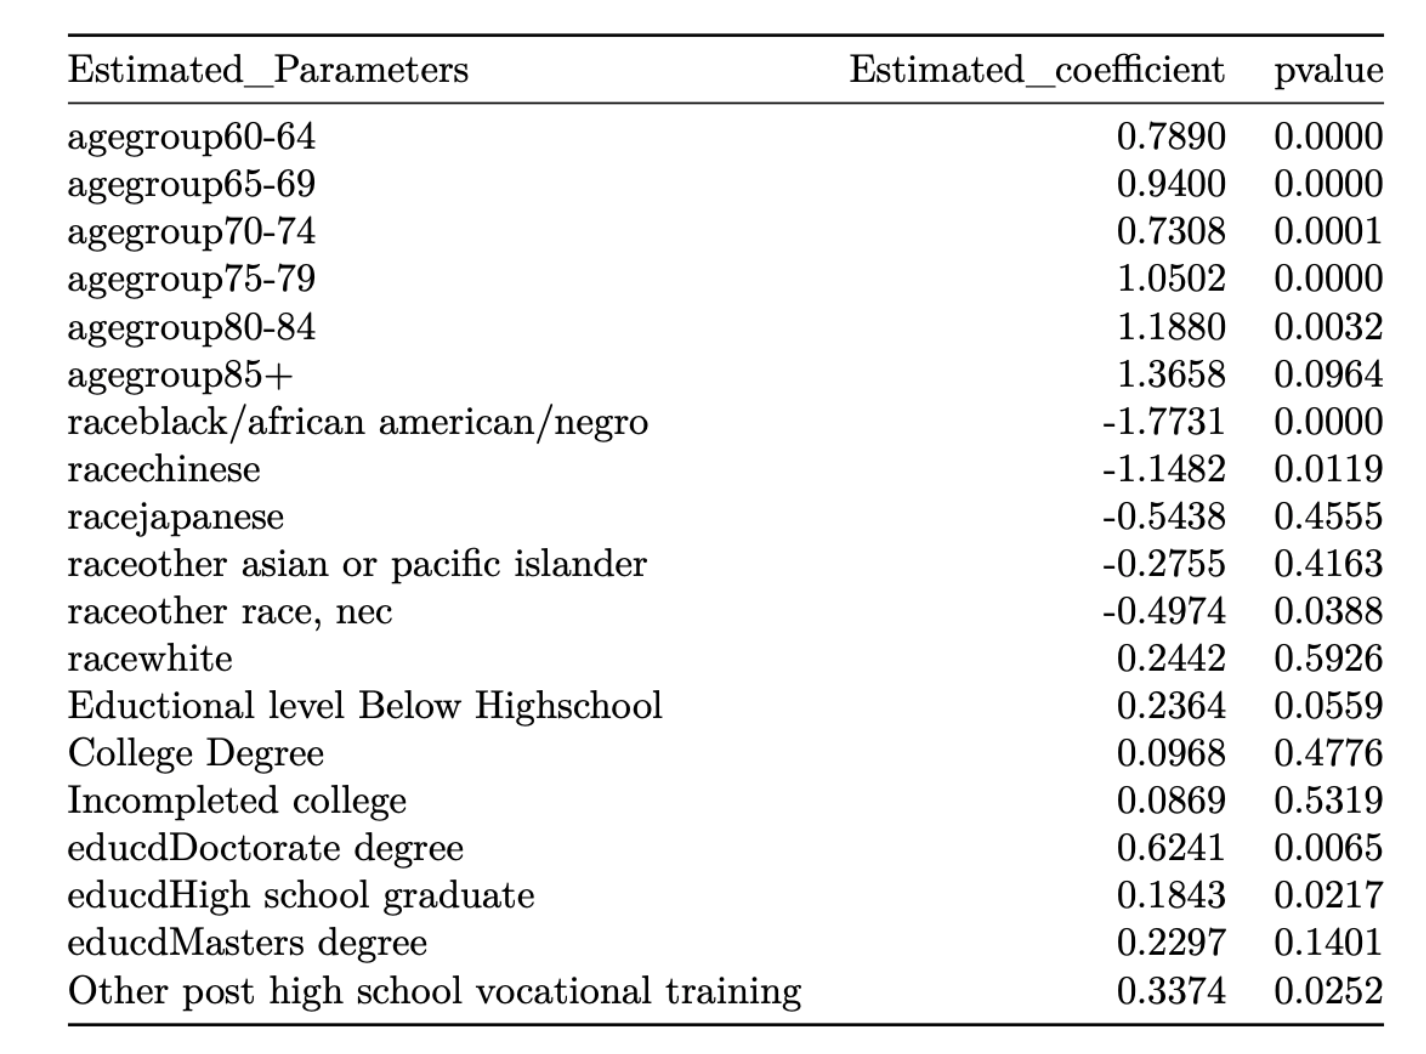 Estimated_Parameters Estimated_coefficient pvalue
agegroup60-64 0.7890 0.0000
agegroup65-69 0.9400 0.0000
agegroup70-74 0.7308 0.0001
agegroup75-79 1.0502 0.0000
agegroup80-84 1.1880 0.0032
agegroup85+ 1.3658 0.0964
raceblack/african american/negro -1.7731 0.0000
racechinese -1.1482 0.0119
racejapanese -0.5438 0.4555
raceother asian or pacific islander -0.2755 0.4163
raceother race, nec -0.4974 0.0388
racewhite 0.2442 0.5926
Eductional level Below Highschool 0.2364 0.0559
College Degree 0.0968 0.4776
Incompleted college 0.0869 0.5319
educdDoctorate degree 0.6241 0.0065
educdHigh school graduate 0.1843 0.0217
educdMasters degree 0.2297 0.1401
Other post high school vocational training 0.3374 0.0252